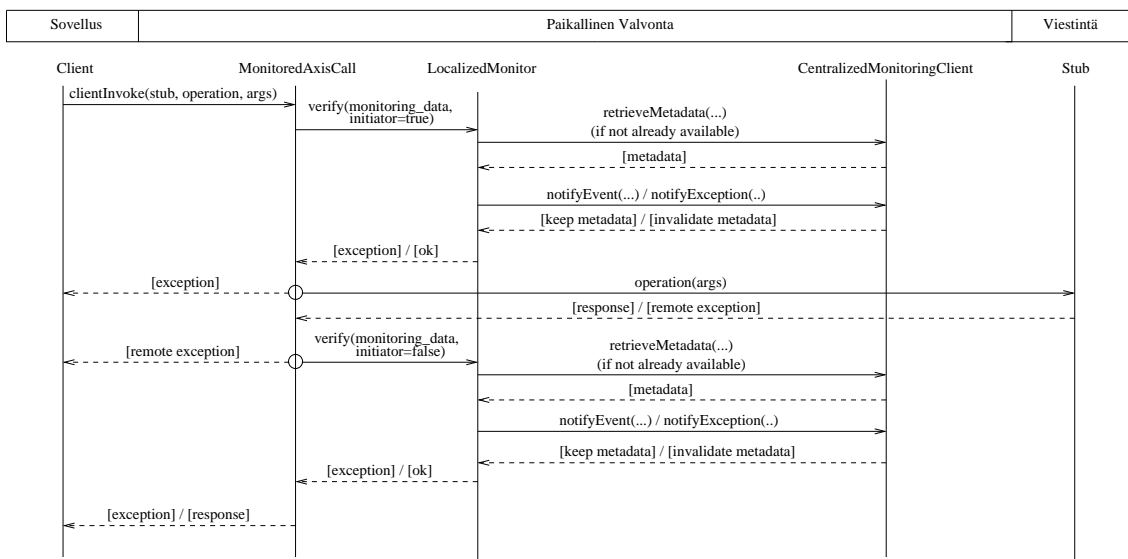 Sovellus
Paikallinen Valvonta
Viestintä
Client
MonitoredAxisCall
LocalizedMonitor
CentralizedMonitoringClient
Stub
clientInvoke(stub, operation, args)
verify(monitoring_data,
initiator=true)
retrieveMetadata(...)
(if not already available)
[metadata]
notifyEvent(...) / notifyException(..)
[keep metadata] / [invalidate metadata]
[exception] / [ok]
[exception]
operation(args)
[response] / [remote exception]
[remote exception]
verify(monitoring_data,
initiator=false)
retrieveMetadata(...)
(if not already available)
[metadata]
notifyEvent(...) / notifyException(..)
[keep metadata] / [invalidate metadata]
[exception] / [ok]
[exception] / [response]